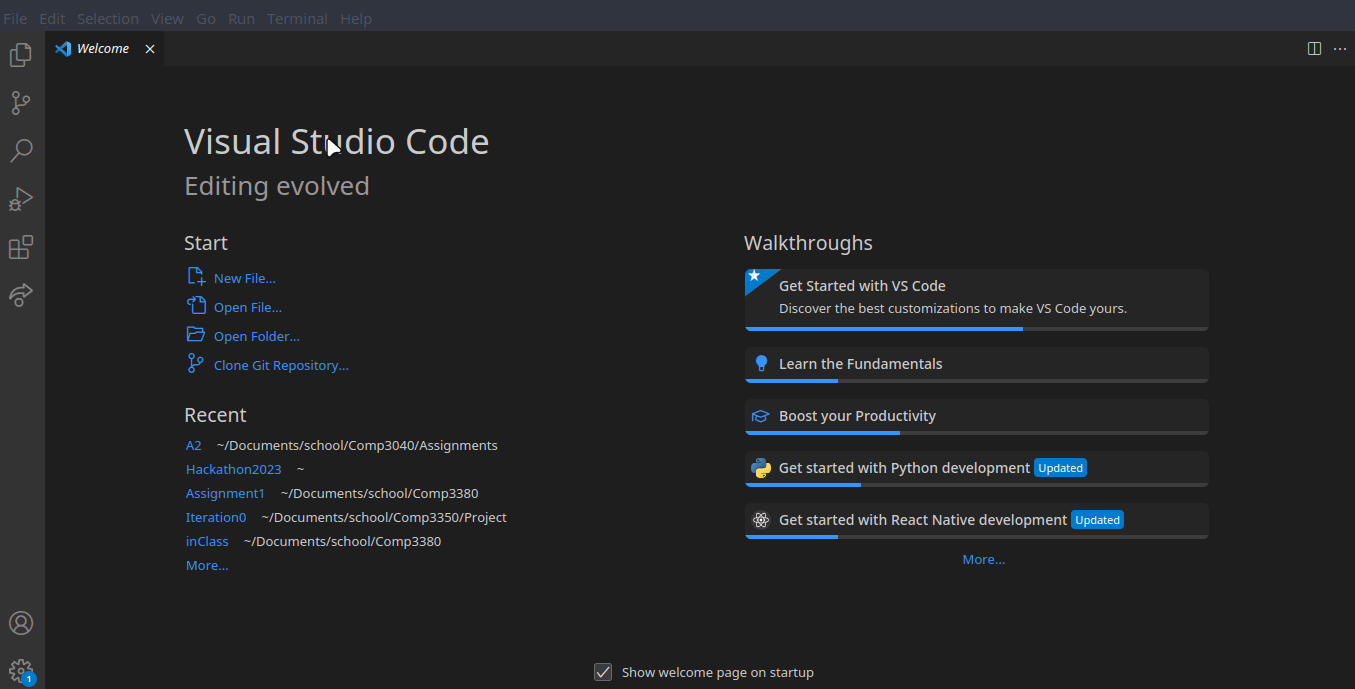 File Edit Selection View Go Run Terminal Help
Welcome
Visual Studio Code
Editing evolved
Start
New File...
Open File...
Open Folder...
Clone Git Repository...
Recent
A2 ~/Documents/school/Comp3040/Assignments
Hackathon2023 ~
Assignment1 ~/Documents/school/Comp3380
Iteration0 ~/Documents/school/Comp3350/Project
inClass ~/Documents/school/Comp3380
More...
Walkthroughs
Get Started with VS Code
Discover the best customizations to make VS Code yours.
Learn the Fundamentals
Boost your Productivity
Get started with Python development Updated
Get started with React Native development Updated
More...
Show welcome page on startup
1